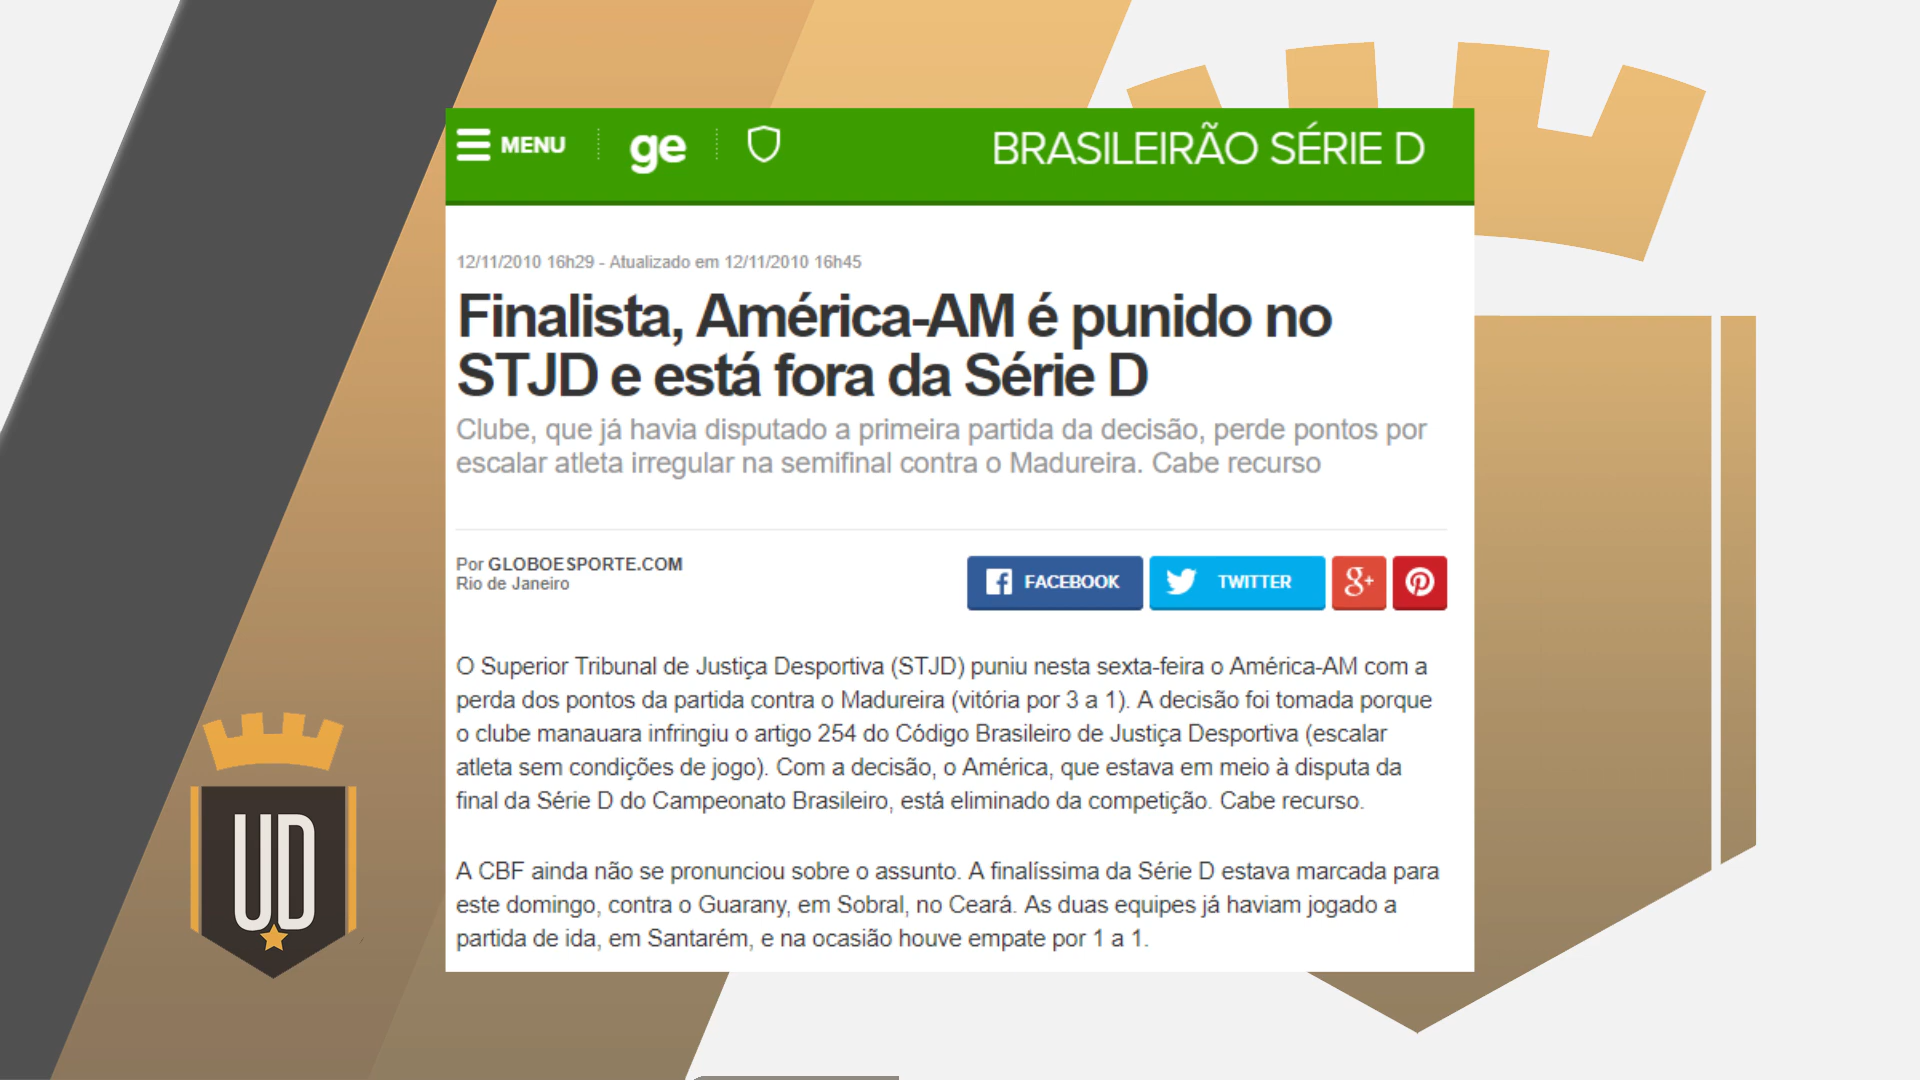 MENU
ge
BRASILEIRÃO SÉRIE D
12/11/2010 16h29 - Atualizado em 12/11/2010 16h45
Finalista, América-AM é punido no
STJD e está fora da Série D
Clube, que já havia disputado a primeira partida da decisão, perde pontos por
escalar atleta irregular na semifinal contra o Madureira. Cabe recurso
Por GLOBOESPORTE.COM
Rio de Janeiro
FACEBOOK
TWITTER
g+
O Superior Tribunal de Justiça Desportiva (STJD) puniu nesta sexta-feira o América-AM com a
perda dos pontos da partida contra o Madureira (vitória por 3 a 1). A decisão foi tomada porque
o clube manauara infringiu o artigo 254 do Código Brasileiro de Justiça Desportiva (escalar
atleta sem condições de jogo). Com a decisão, o América, que estava em meio à disputa da
final da Série D do Campeonato Brasileiro, está eliminado da competição. Cabe recurso.
A CBF ainda não se pronunciou sobre o assunto. A finalíssima da Série D estava marcada para
este domingo, contra o Guarany, em Sobral, no Ceará. As duas equipes já haviam jogado a
partida de ida, em Santarém, e na ocasião houve empate por 1 a 1.
UD